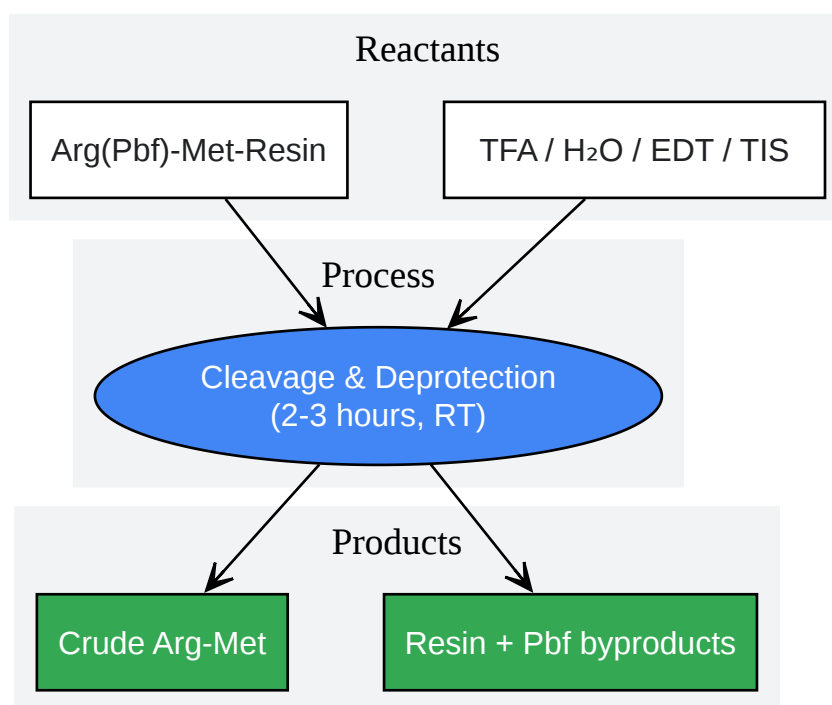 Reactants
Arg(Pbf)-Met-Resin
TFA / H₂O / EDT / TIS
Process
Cleavage & Deprotection
(2-3 hours, RT)
Products
Crude Arg-Met
Resin + Pbf byproducts